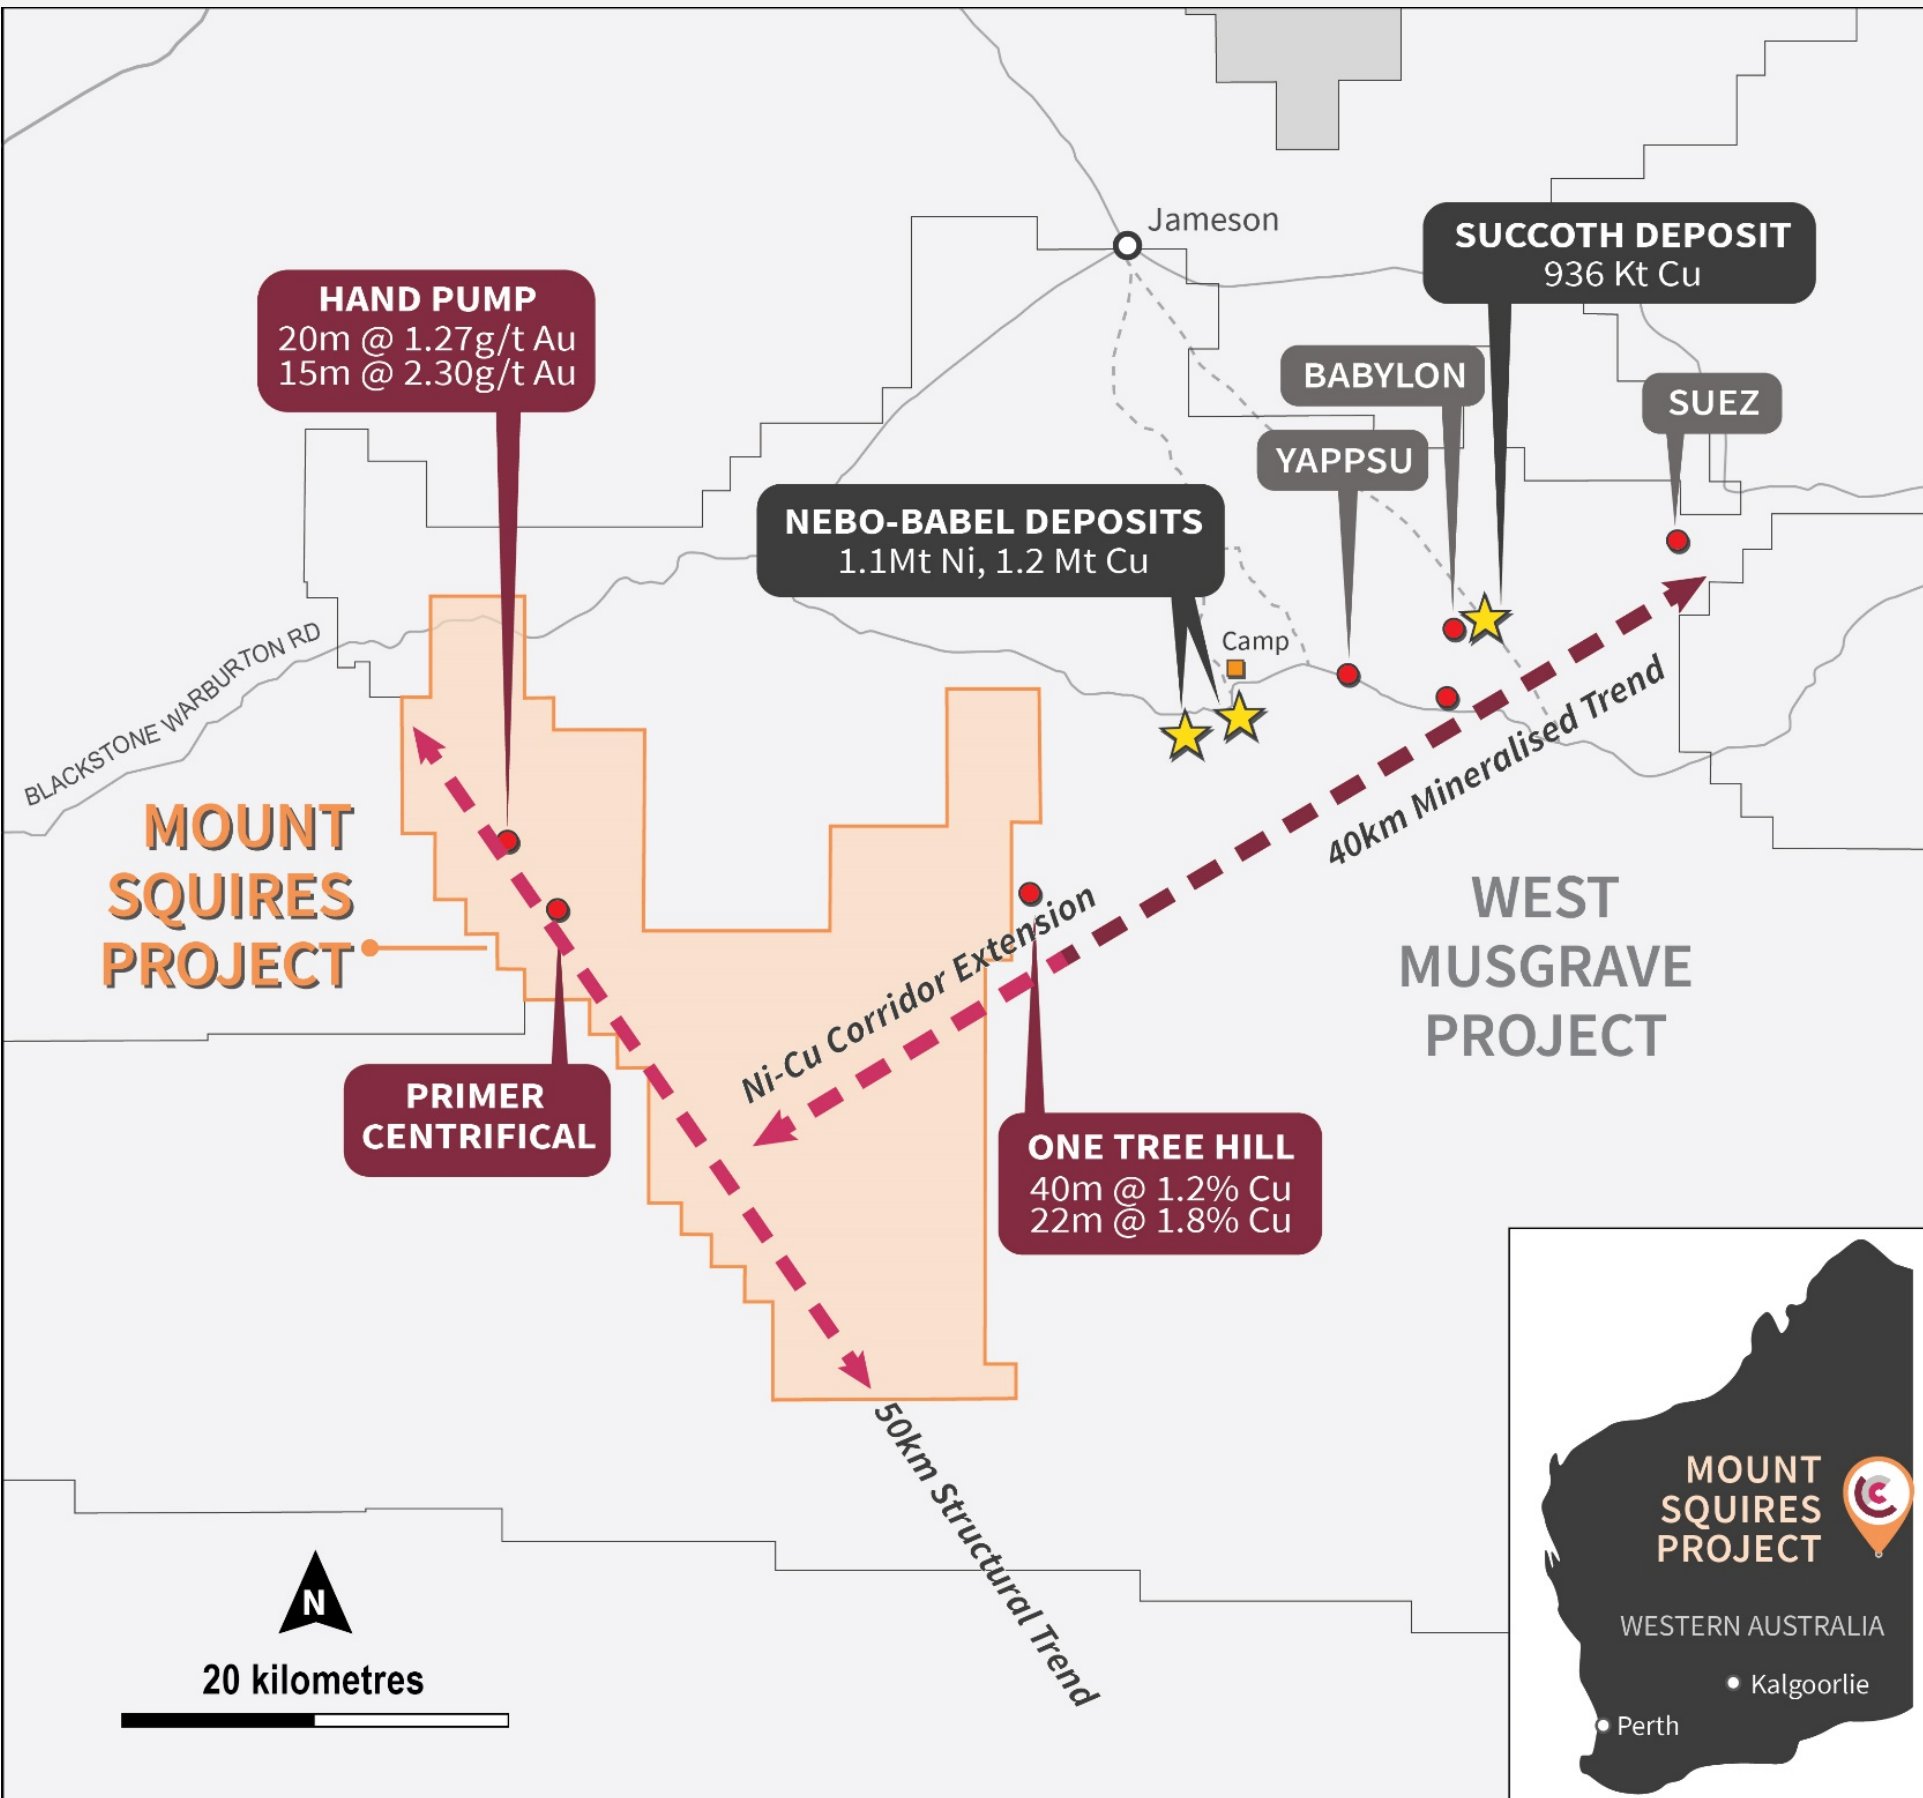 Jameson
SUCCOTH DEPOSIT
936 Kt Cu
HAND PUMP
20m @ 1.27g/t Au
15m @ 2.30g/t Au
BABYLON
SUEZ
YAPPSU
NEBO-BABEL DEPOSITS
1.1Mt Ni, 1.2 Mt Cu
Camp
BLACKSTONE WARBURTON RD
40km Mineralised Trend
MOUNT
SQUIRES
PROJECT
WEST
MUSGRAVE
PROJECT
Ni-Cu Corridor Extension
PRIMER
CENTRIFICAL
ONE TREE HILL
40m @ 1.2% Cu
22m @ 1.8% Cu
50km Structural Trend
N
20 kilometres
MOUNT
SQUIRES
PROJECT
WESTERN AUSTRALIA
Kalgoorlie
Perth